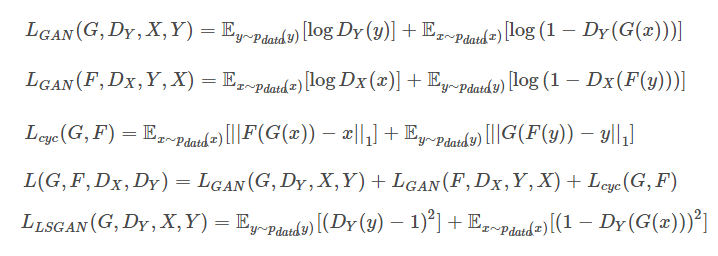 L_{GAN}(G, D_Y, X, Y) = 𝔼_{y∼p_{data}(y)}[log D_Y(y)] + 𝔼_{x∼p_{data}(x)}[log (1 − D_Y(G(x)))]
L_{GAN}(F, D_X, Y, X) = 𝔼_{x∼p_{data}(x)}[log D_X(x)] + 𝔼_{y∼p_{data}(y)}[log (1 − D_X(F(y)))]
L_{cyc}(G, F) = 𝔼_{x∼p_{data}(x)}[||F(G(x)) − x||_1] + 𝔼_{y∼p_{data}(y)}[||G(F(y)) − y||_1]
L(G, F, D_X, D_Y) = L_{GAN}(G, D_Y, X, Y) + L_{GAN}(F, D_X, Y, X) + L_{cyc}(G, F)
L_{LSGAN}(G, D_Y, X, Y) = 𝔼_{y∼p_{data}(y)}[(D_Y(y) − 1)^2] + 𝔼_{x∼p_{data}(x)}[(1 − D_Y(G(x)))^2]